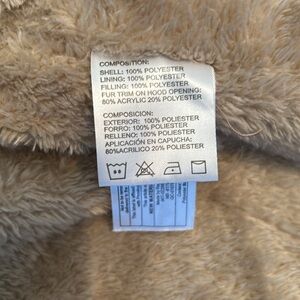 COMPOSITION:
SHELL: 100% POLYESTER
LINING: 100% POLYESTER
FILLING: 100% POLYESTER
FUR TRIM ON HOOD OPENING:
80% ACRYLIC 20% POLYESTER
COMPOSICION:
EXTERIOR: 100% POLIESTER
FORRO: 100% POLIESTER
RELLENO: 100% POLIESTER
APLICACIÓN EN CAPUCHA:
80%ACRILICO 20% POLIESTER